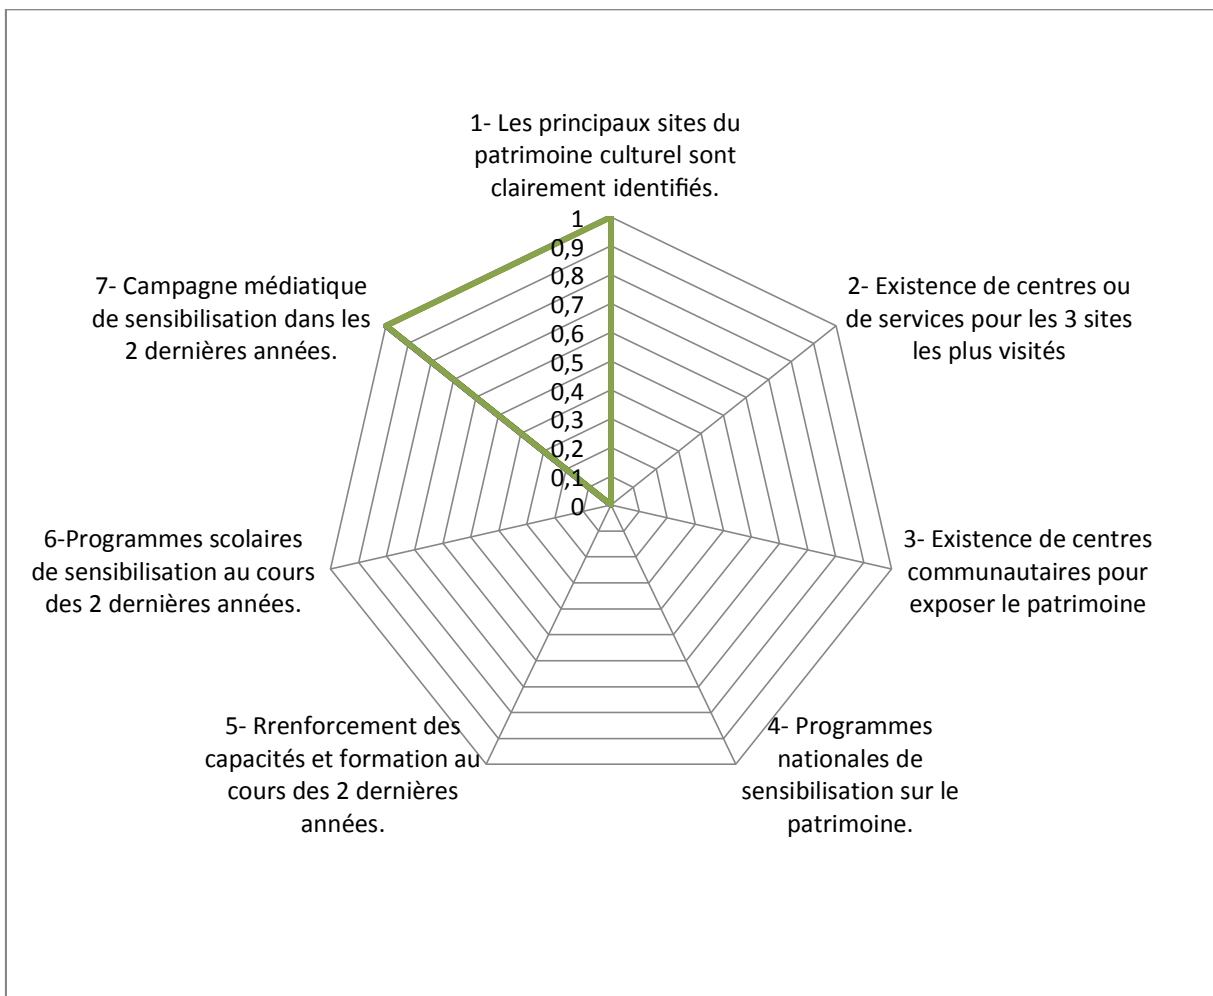 1- Les principaux sites du
patrimoine culturel sont
clairement identifiés.
1
0,9
0,8
0,7
0,6
0,5
0,4
0,3
0,2
0,1
0
2- Existence de centres ou
de services pour les 3 sites
les plus visités
3- Existence de centres
communautaires pour
exposer le patrimoine
4- Programmes
nationales de
sensibilisation sur le
patrimoine.
5- Rrenforcement des
capacités et formation au
cours des 2 dernières
années.
6-Programmes scolaires
de sensibilisation au cours
des 2 dernières années.
7- Campagne médiatique
de sensibilisation dans les
2 dernières années.